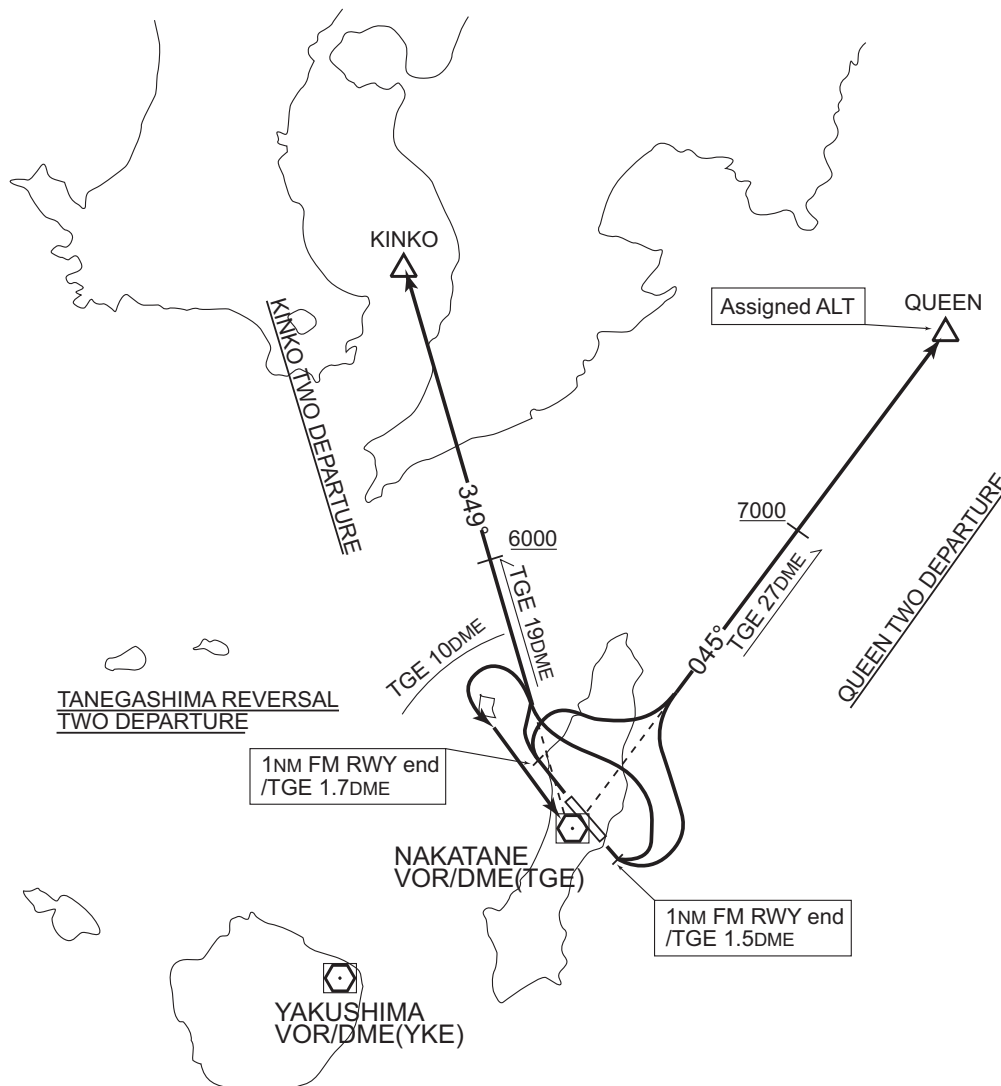 KINKO
Assigned ALT
QUEEN
KINKO TWO DEPARTURE
349°
6000
TGE 19DME
7000
TGE 27DME
045°
QUEEN TWO DEPARTURE
TGE 10DME
TANEGASHIMA REVERSAL
TWO DEPARTURE
1NM FM RWY end
/TGE 1.7DME
NAKATANE
VOR/DME(TGE)
1NM FM RWY end
/TGE 1.5DME
YAKUSHIMA
VOR/DME(YKE)